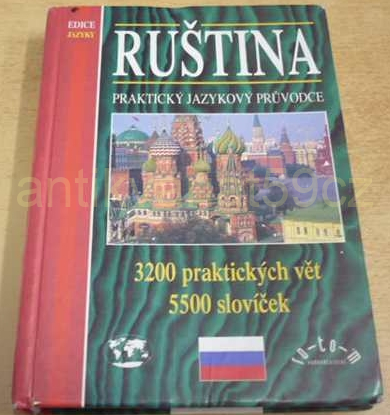 EDICE
JAZYKY
RUŠTINA
PRAKTICKÝ JAZYKOVÝ PRŮVODCE
3200 praktických vět
5500 slovíček